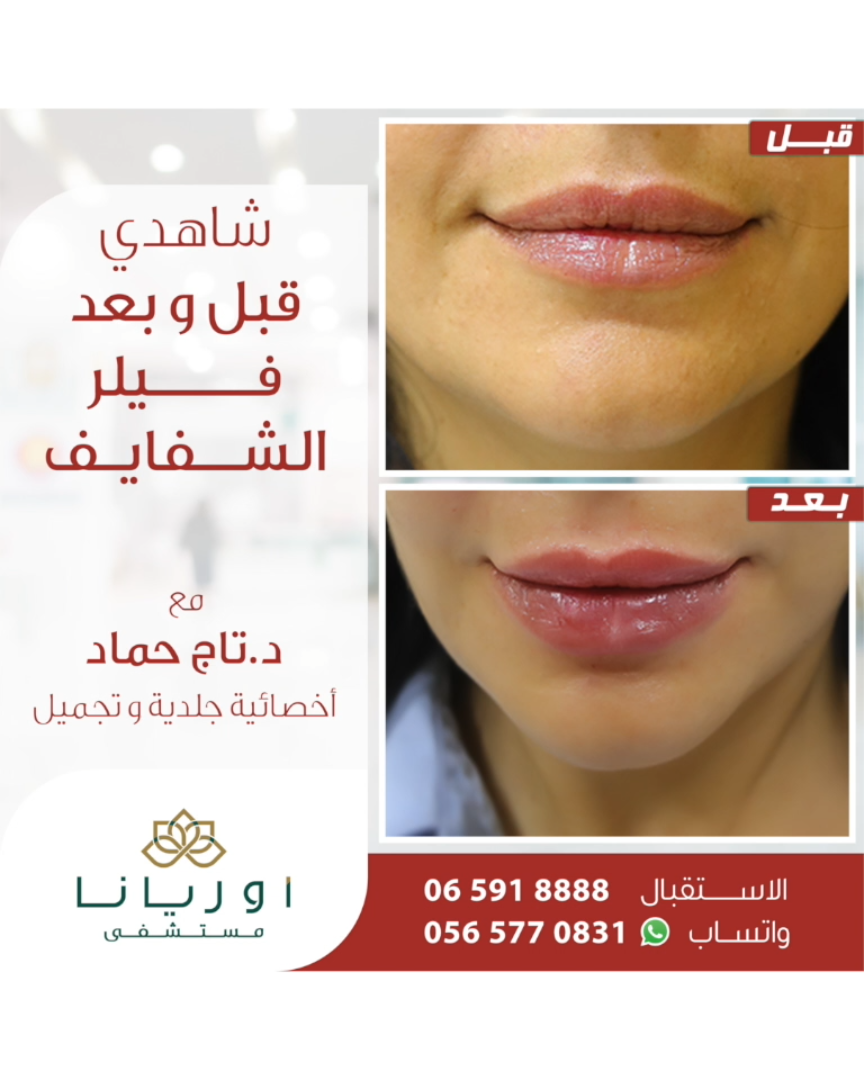 شاهدي
قبل و بعد
فيلر
الشفايف
مع
د.تاج حماد
أخصائية جلدية و تجميل
اوريانا
مستشفى
قبل
بعد
الاستقبال 06 591 8888
واتساب 056 577 0831